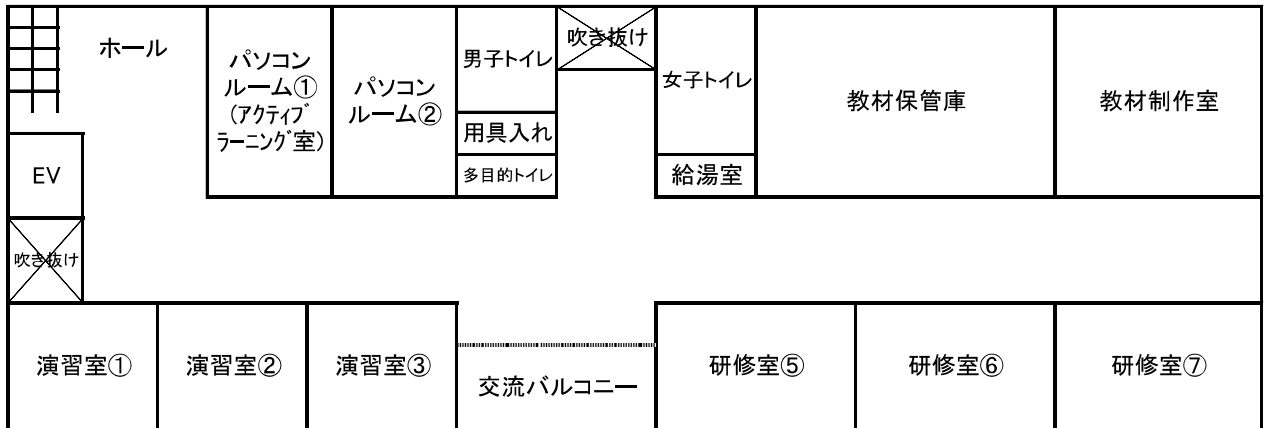 ホール
パソコン
ルーム①
(アクティブ
ラーニング室)
パソコン
ルーム②
男子トイレ
用具入れ
多目的トイレ
吹き抜け
女子トイレ
給湯室
教材保管庫
教材制作室
EV
吹き抜け
演習室①
演習室②
演習室③
交流バルコニー
研修室⑤
研修室⑥
研修室⑦